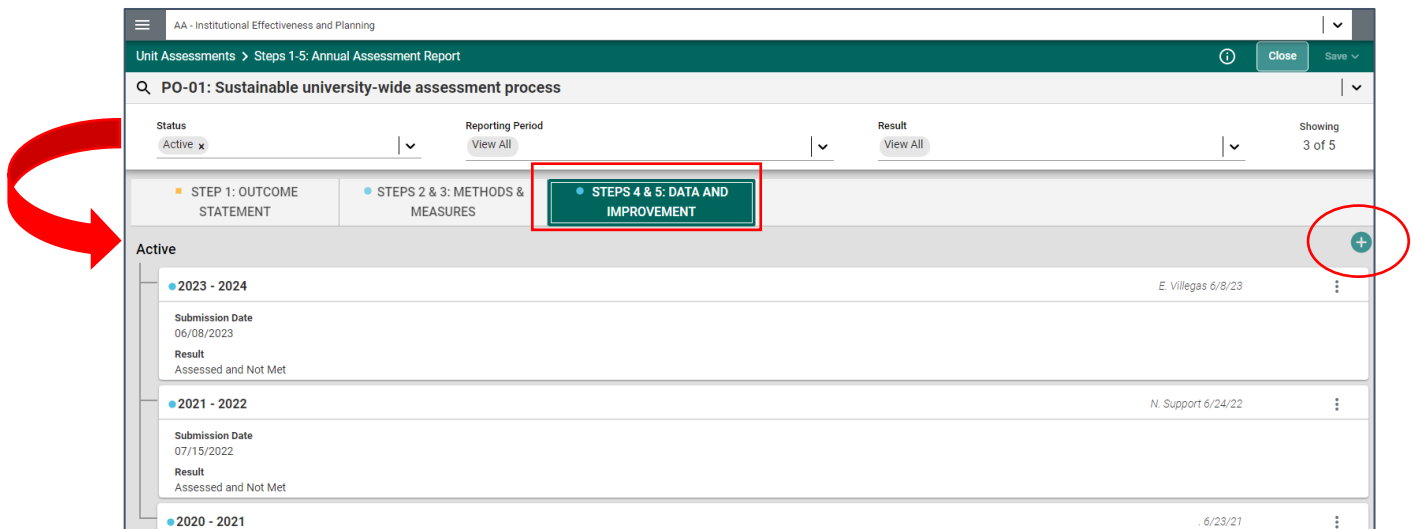 AA - Institutional Effectiveness and Planning
Unit Assessments > Steps 1-5: Annual Assessment Report
Close
Save
PO-01: Sustainable university-wide assessment process
Status
Reporting Period
Result
Showing
Active x
View All
View All
3 of 5
STEP 1: OUTCOME
STATEMENT
STEPS 2 & 3: METHODS &
MEASURES
STEPS 4 & 5: DATA AND
IMPROVEMENT
Active
2023 - 2024
E. Villegas 6/8/23
Submission Date
06/08/2023
Result
Assessed and Not Met
2021 - 2022
N. Support 6/24/22
Submission Date
07/15/2022
Result
Assessed and Not Met
2020 - 2021
. 6/23/21